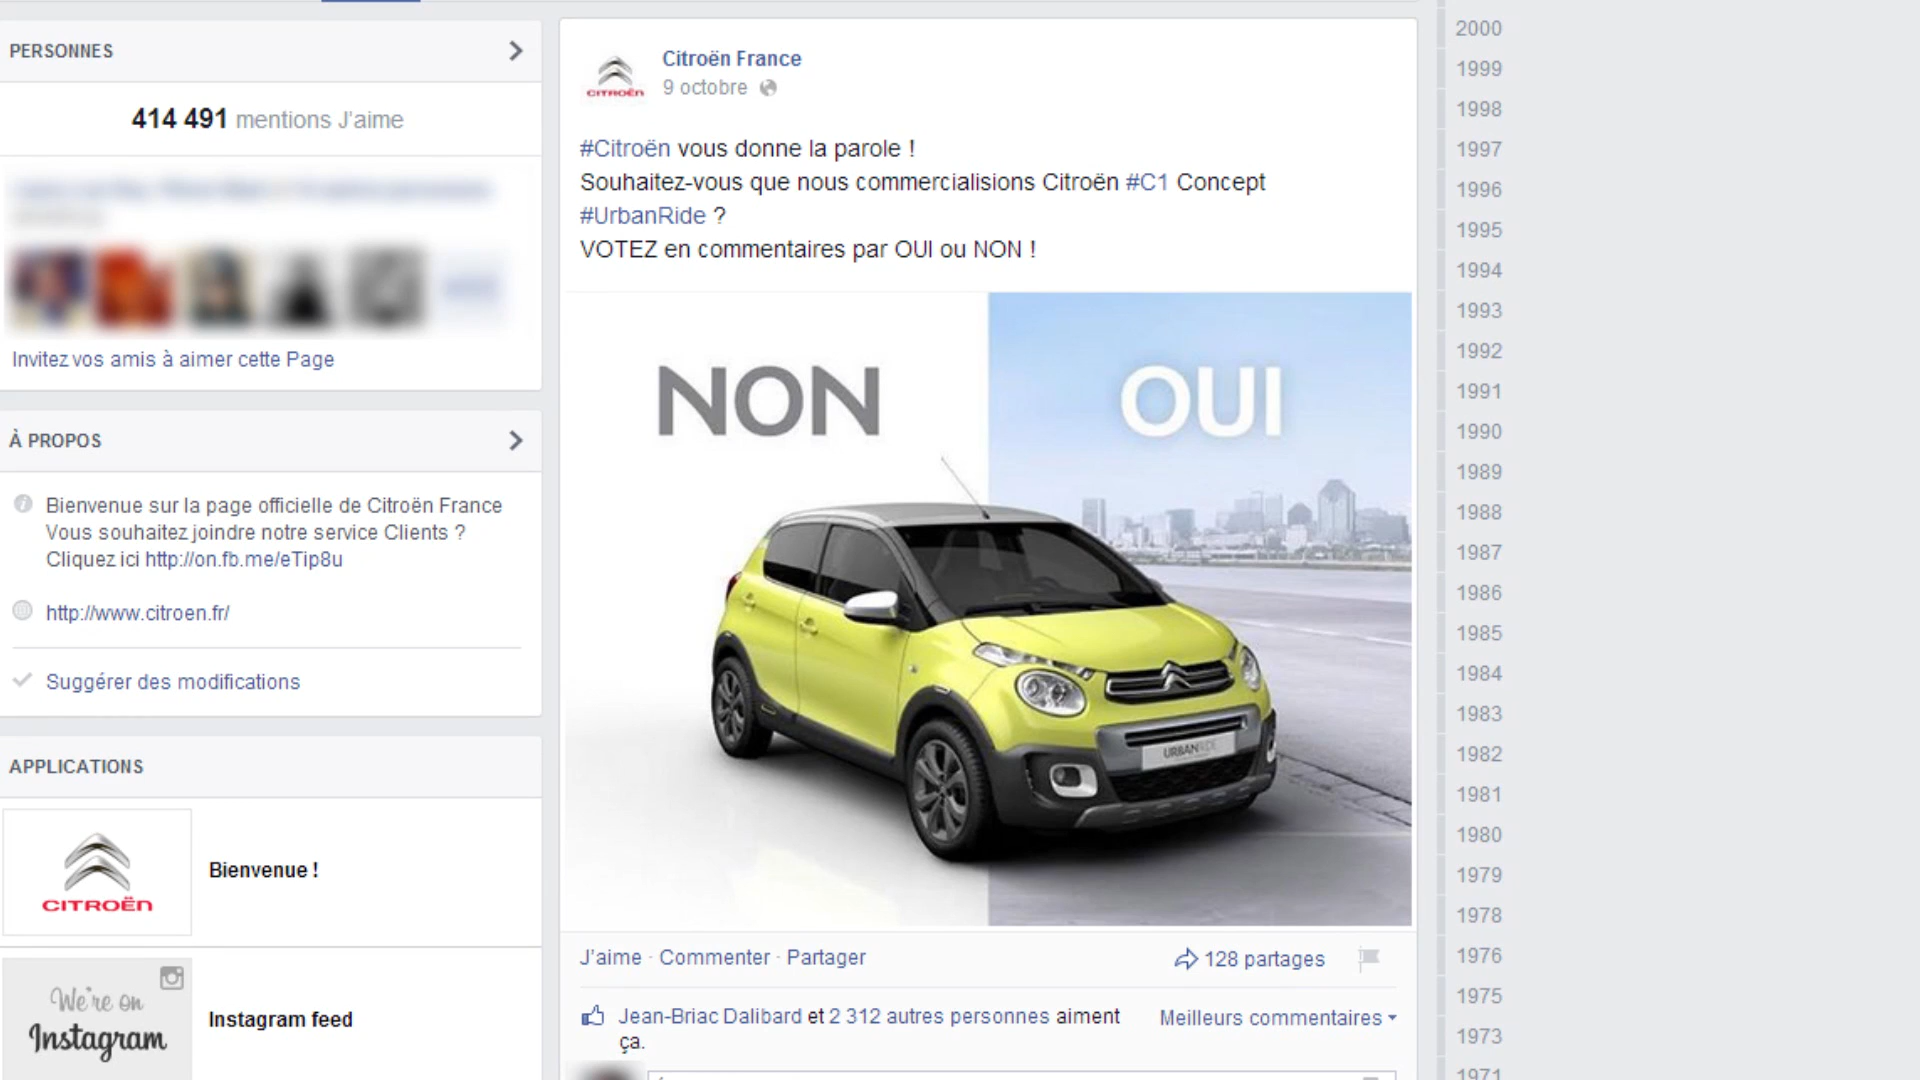 PERSONNES
414 491 mentions J'aime
Invitez vos amis à aimer cette Page
À PROPOS
Bienvenue sur la page officielle de Citroën France
Vous souhaitez joindre notre service Clients ?
Cliquez ici http://on.fb.me/eTip8u
http://www.citroen.fr/
Suggérer des modifications
APPLICATIONS
CITROËN
Bienvenue !
We're on
Instagram
Instagram feed
CITROËN
Citroën France
9 octobre
#Citroën vous donne la parole !
Souhaitez-vous que nous commercialisions Citroën #C1 Concept
#UrbanRide ?
VOTEZ en commentaires par OUI ou NON !
NON
OUI
URBANRIDE
J'aime · Commenter · Partager
128 partages
Jean-Briac Dalibard et 2 312 autres personnes aiment
ça.
Meilleurs commentaires
2000
1999
1998
1997
1996
1995
1994
1993
1992
1991
1990
1989
1988
1987
1986
1985
1984
1983
1982
1981
1980
1979
1978
1976
1975
1973
1971